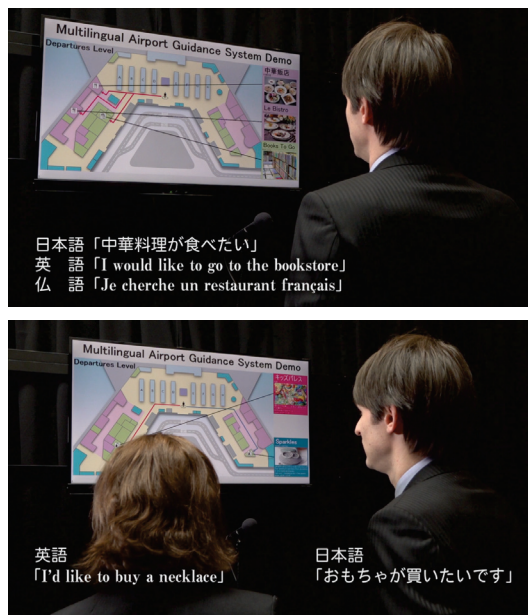 Multilingual Airport Guidance System Demo
Departures Level
中華飯店
Le Bistro
Books To Go
日本語「中華料理が食べたい」
英　語「I would like to go to the bookstore」
仏　語「Je cherche un restaurant français」
Multilingual Airport Guidance System Demo
Departures Level
キッズパレス
Sparkles
英語
「I'd like to buy a necklace」
日本語
「おもちゃが買いたいです」